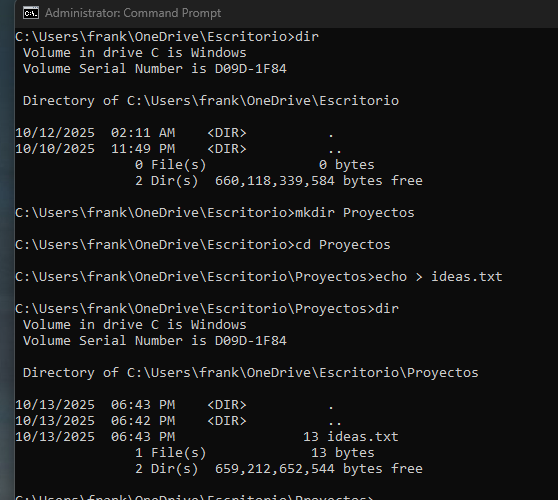 Administrator: Command Prompt
C:\Users\frank\OneDrive\Escritorio>dir
 Volume in drive C is Windows
 Volume Serial Number is D09D-1F84

 Directory of C:\Users\frank\OneDrive\Escritorio

10/12/2025  02:11 AM    <DIR>          .
10/10/2025  11:49 PM    <DIR>          ..
               0 File(s)              0 bytes
               2 Dir(s)  660,118,339,584 bytes free

C:\Users\frank\OneDrive\Escritorio>mkdir Proyectos

C:\Users\frank\OneDrive\Escritorio>cd Proyectos

C:\Users\frank\OneDrive\Escritorio\Proyectos>echo > ideas.txt

C:\Users\frank\OneDrive\Escritorio\Proyectos>dir
 Volume in drive C is Windows
 Volume Serial Number is D09D-1F84

 Directory of C:\Users\frank\OneDrive\Escritorio\Proyectos

10/13/2025  06:43 PM    <DIR>          .
10/13/2025  06:42 PM    <DIR>          ..
10/13/2025  06:43 PM                13 ideas.txt
               1 File(s)             13 bytes
               2 Dir(s)  659,212,652,544 bytes free

C:\Users\frank\OneDrive\Escritorio\Proyectos>